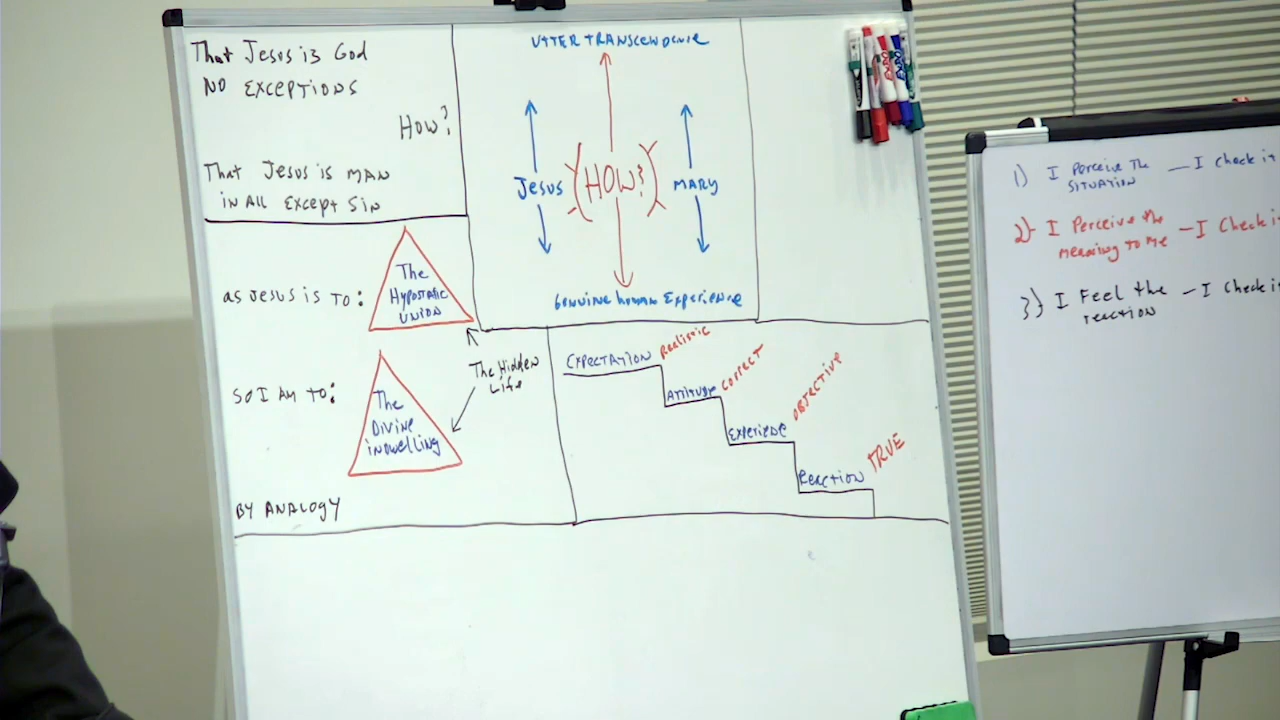 That Jesus is God
NO EXCEPTIONS
HOW?
That Jesus is MAN
in All Except Sin
UTTER TRANSCENDENCE
Jesus
(HOW?)
MARY
Genuine human Experience
as Jesus is to:
The
Hypostatic
UNION
The Hidden
Life
so I AM TO:
The
Divine
inDwelling
BY ANALOGY
EXPECTATION
Realistic
Attitude
CORRECT
Experience
OBJECTIVE
REACTION
TRUE
EXPO
EXPO
1) I Perceive The — I check it
SITUATION
2) I Perceive the — I Check i
meaning to me
3) I Feel the — I check i
reaction